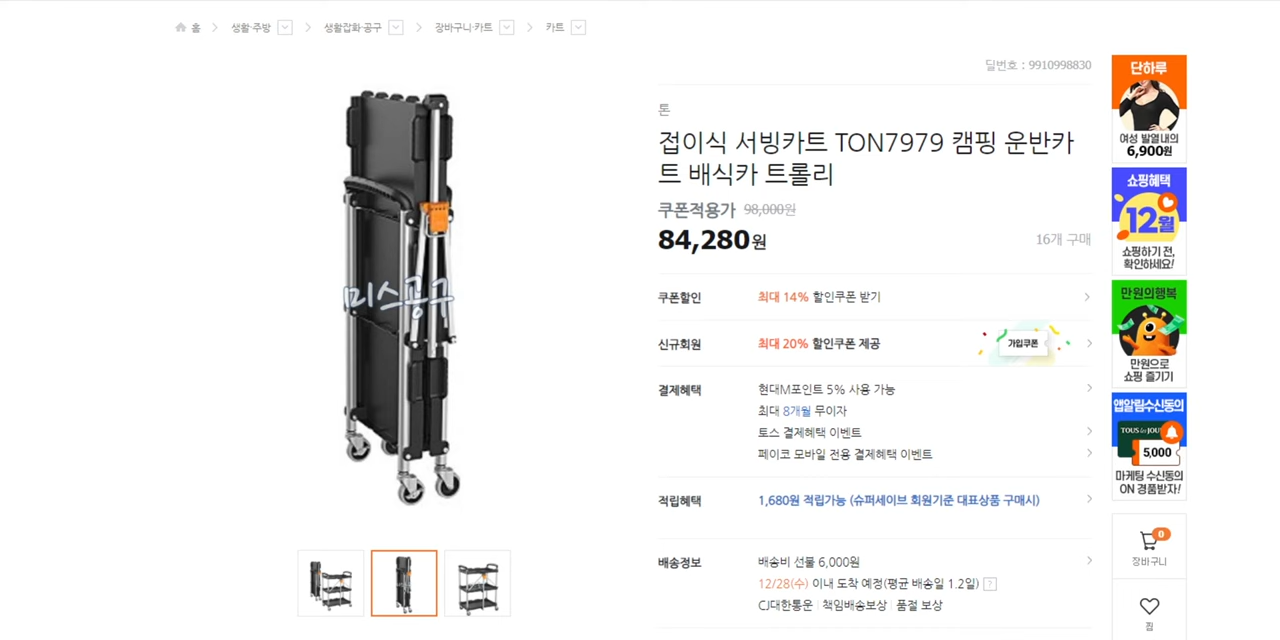 홈 생활·주방 생활잡화·공구 장바구니·카트 카트
딜번호 : 9910998830
톤
접이식 서빙카트 TON7979 캠핑 운반카
트 배식카 트롤리
쿠폰적용가 98,000원
84,280원
16개 구매
쿠폰할인 최대 14% 할인쿠폰 받기
신규회원 최대 20% 할인쿠폰 제공
가입쿠폰
결제혜택 현대M포인트 5% 사용 가능
최대 8개월 무이자
토스 결제혜택 이벤트
페이코 모바일 전용 결제혜택 이벤트
적립혜택 1,680원 적립가능 (슈퍼세이브 회원기준 대표상품 구매시)
배송정보 배송비 선불 6,000원
12/28(수) 이내 도착 예정(평균 배송일 1.2일) ?
CJ대한통운 책임배송보상 품절 보상
미스공구
단하루
여성 발열내의
6,900원
쇼핑혜택
12월
쇼핑하기 전,
확인하세요!
만원의행복
만원으로
쇼핑 즐기기
앱알림수신동의
TOUS les JOU
5,000
마케팅 수신동의
ON 경품받자!
0
장바구니
찜